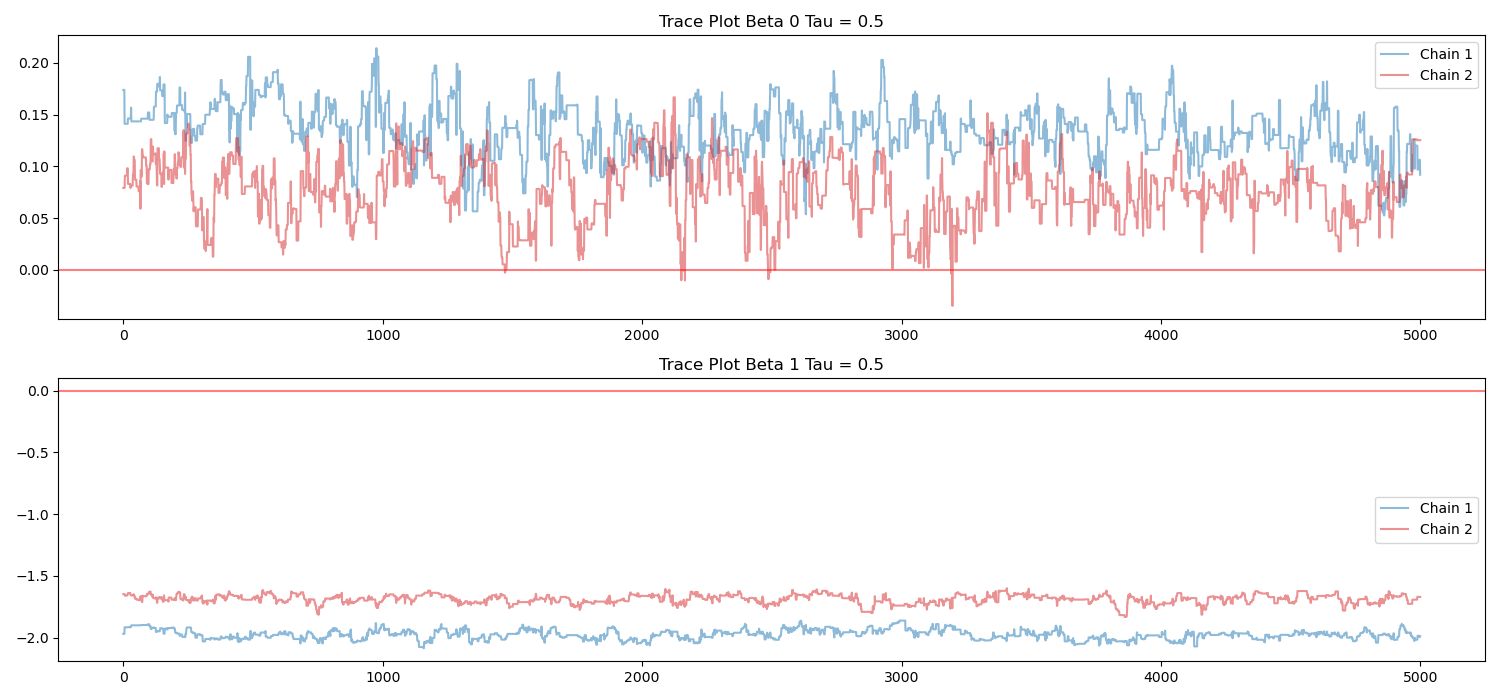 Trace Plot Beta 0 Tau = 0.5
0.20
0.15
0.10
0.05
0.00
Chain 1
Chain 2
0 1000 2000 3000 4000 5000
Trace Plot Beta 1 Tau = 0.5
0.0
−0.5
−1.0
−1.5
−2.0
Chain 1
Chain 2
0 1000 2000 3000 4000 5000